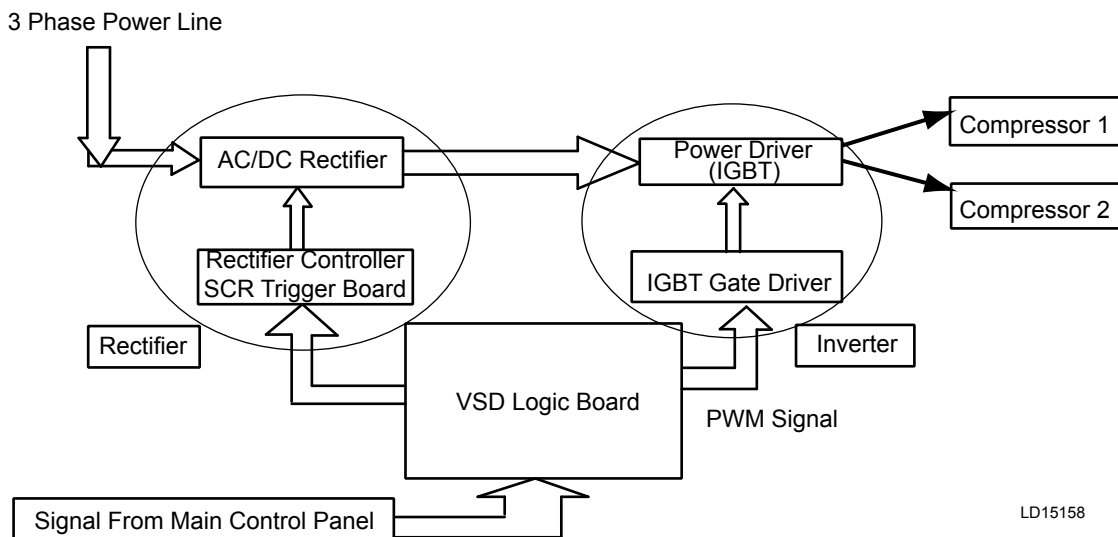 3 Phase Power Line
AC/DC Rectifier
Power Driver
(IGBT)
Compressor 1
Compressor 2
Rectifier Controller
SCR Trigger Board
IGBT Gate Driver
Rectifier
Inverter
VSD Logic Board
PWM Signal
Signal From Main Control Panel
LD15158